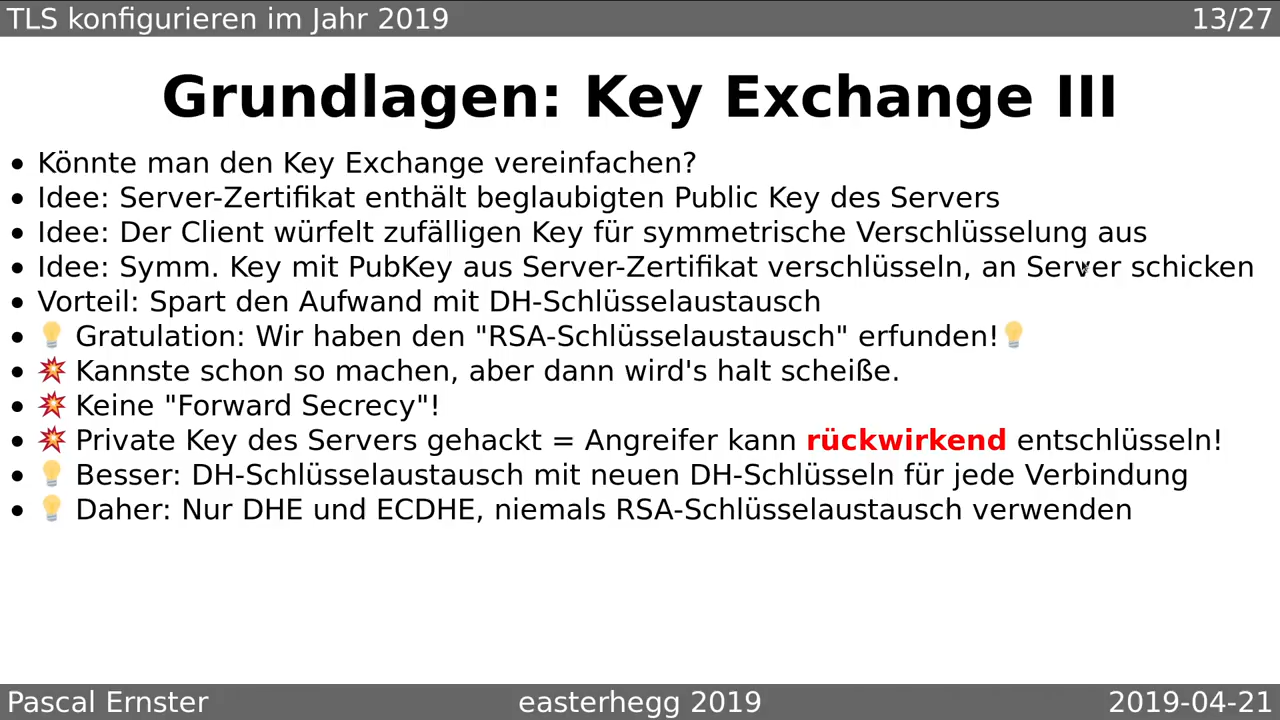 TLS konfigurieren im Jahr 2019 13/27
Grundlagen: Key Exchange III
• Könnte man den Key Exchange vereinfachen?
• Idee: Server-Zertifikat enthält beglaubigten Public Key des Servers
• Idee: Der Client würfelt zufälligen Key für symmetrische Verschlüsselung aus
• Idee: Symm. Key mit PubKey aus Server-Zertifikat verschlüsseln, an Server schicken
• Vorteil: Spart den Aufwand mit DH-Schlüsselaustausch
• 💡 Gratulation: Wir haben den "RSA-Schlüsselaustausch" erfunden!💡
• 💥 Kannste schon so machen, aber dann wird's halt scheiße.
• 💥 Keine "Forward Secrecy"!
• 💥 Private Key des Servers gehackt = Angreifer kann rückwirkend entschlüsseln!
• 💡 Besser: DH-Schlüsselaustausch mit neuen DH-Schlüsseln für jede Verbindung
• 💡 Daher: Nur DHE und ECDHE, niemals RSA-Schlüsselaustausch verwenden
Pascal Ernster easterhegg 2019 2019-04-21